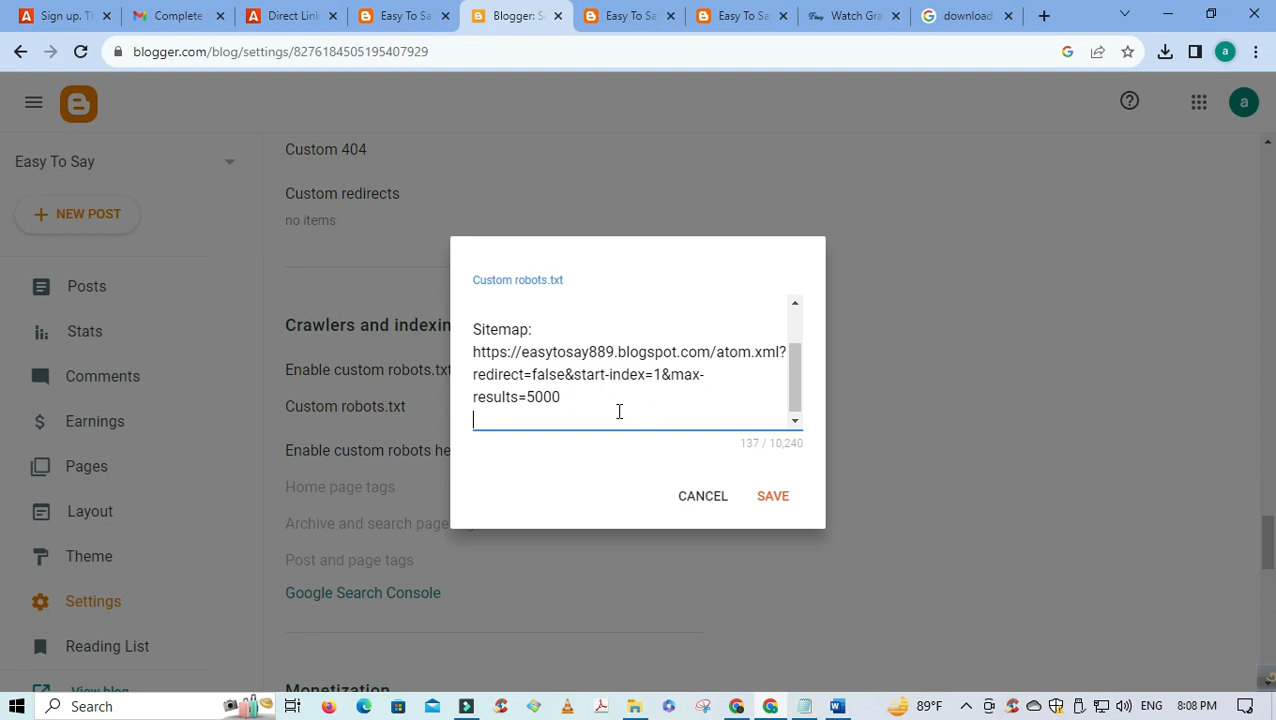 Sign up. T
Complete
Direct Link
Easy To Sa
Blogger: S
Easy To Sa
Easy To Sa
Watch Gra
download
blogger.com/blog/settings/8276184505195407929
a
Easy To Say
a
NEW POST
Posts
Stats
Comments
Earnings
Pages
Layout
Theme
Settings
Reading List
View blog
Custom 404
Custom redirects
no items
Crawlers and indexin
Enable custom robots.tx
Custom robots.txt
Enable custom robots he
Home page tags
Archive and search page
Post and page tags
Google Search Console
Monetization
Custom robots.txt
Sitemap:
https://easytosay889.blogspot.com/atom.xml?
redirect=false&start-index=1&max-
results=5000
137 / 10,240
CANCEL
SAVE
Search
89°F
8:08 PM